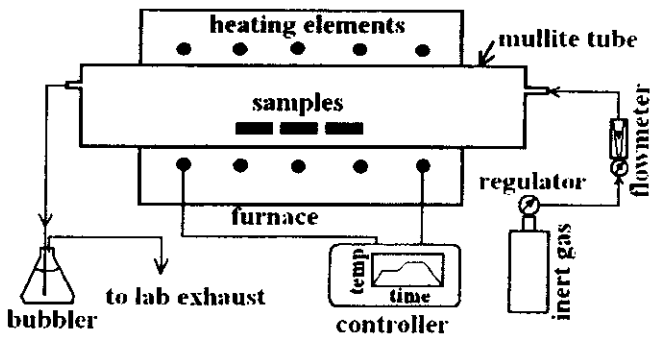 heating elements
mullite tube
samples
flowmeter
regulator
furnace
temp
time
inert gas
to lab exhaust
bubbler
controller